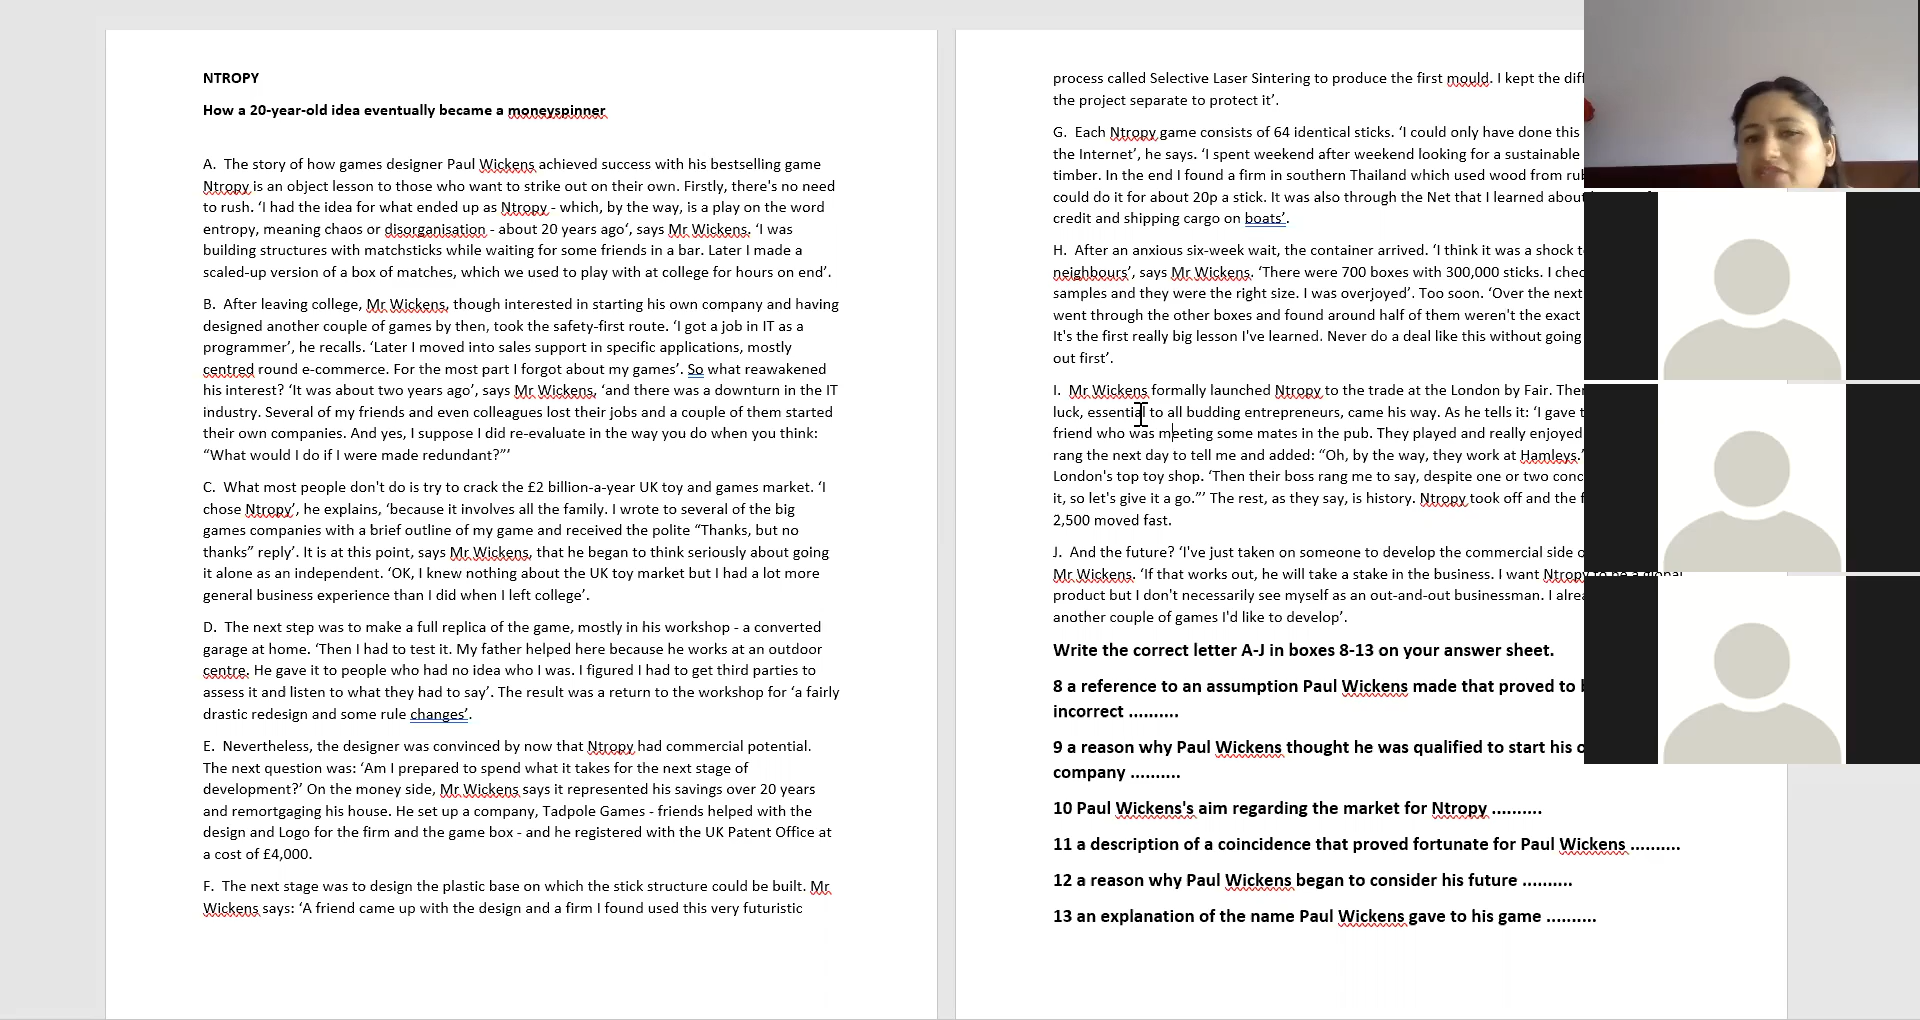 NTROPY
How a 20-year-old idea eventually became a moneyspinner
A. The story of how games designer Paul Wickens achieved success with his bestselling game
Ntropy is an object lesson to those who want to strike out on their own. Firstly, there's no need
to rush. ‘I had the idea for what ended up as Ntropy - which, by the way, is a play on the word
entropy, meaning chaos or disorganisation - about 20 years ago‘, says Mr Wickens. ‘I was
building structures with matchsticks while waiting for some friends in a bar. Later I made a
scaled-up version of a box of matches, which we used to play with at college for hours on end’.
B. After leaving college, Mr Wickens, though interested in starting his own company and having
designed another couple of games by then, took the safety-first route. ‘I got a job in IT as a
programmer’, he recalls. ‘Later I moved into sales support in specific applications, mostly
centred round e-commerce. For the most part I forgot about my games’. So what reawakened
his interest? ‘It was about two years ago’, says Mr Wickens, ‘and there was a downturn in the IT
industry. Several of my friends and even colleagues lost their jobs and a couple of them started
their own companies. And yes, I suppose I did re-evaluate in the way you do when you think:
“What would I do if I were made redundant?”’
C. What most people don't do is try to crack the £2 billion-a-year UK toy and games market. ‘I
chose Ntropy’, he explains, ‘because it involves all the family. I wrote to several of the big
games companies with a brief outline of my game and received the polite “Thanks, but no
thanks” reply’. It is at this point, says Mr Wickens, that he began to think seriously about going
it alone as an independent. ‘OK, I knew nothing about the UK toy market but I had a lot more
general business experience than I did when I left college’.
D. The next step was to make a full replica of the game, mostly in his workshop - a converted
garage at home. ‘Then I had to test it. My father helped here because he works at an outdoor
centre. He gave it to people who had no idea who I was. I figured I had to get third parties to
assess it and listen to what they had to say’. The result was a return to the workshop for ‘a fairly
drastic redesign and some rule changes’.
E. Nevertheless, the designer was convinced by now that Ntropy had commercial potential.
The next question was: ‘Am I prepared to spend what it takes for the next stage of
development?’ On the money side, Mr Wickens says it represented his savings over 20 years
and remortgaging his house. He set up a company, Tadpole Games - friends helped with the
design and Logo for the firm and the game box - and he registered with the UK Patent Office at
a cost of £4,000.
F. The next stage was to design the plastic base on which the stick structure could be built. Mr
Wickens says: ‘A friend came up with the design and a firm I found used this very futuristic
process called Selective Laser Sintering to produce the first mould. I kept the
the project separate to protect it’.
G. Each Ntropy game consists of 64 identical sticks. ‘I could only have done this
the Internet’, he says. ‘I spent weekend after weekend looking for a sustainable
timber. In the end I found a firm in southern Thailand which used wood from
could do it for about 20p a stick. It was also through the Net that I learned about
credit and shipping cargo on boats’.
H. After an anxious six-week wait, the container arrived. ‘I think it was a shock
neighbours’, says Mr Wickens. ‘There were 700 boxes with 300,000 sticks. I
samples and they were the right size. I was overjoyed’. Too soon. ‘Over the next
went through the other boxes and found around half of them weren't the exact
It's the first really big lesson I've learned. Never do a deal like this without going
out first’.
I. Mr Wickens formally launched Ntropy to the trade at the London by Fair.
luck, essential to all budding entrepreneurs, came his way. As he tells it: ‘I gave
friend who was meeting some mates in the pub. They played and really enjoyed
rang the next day to tell me and added: “Oh, by the way, they work at Hamleys.”
London's top toy shop. ‘Then their boss rang me to say, despite one or two
it, so let's give it a go.”’ The rest, as they say, is history. Ntropy took off and the
2,500 moved fast.
J. And the future? ‘I've just taken on someone to develop the commercial side
Mr Wickens. ‘If that works out, he will take a stake in the business. I want Ntropy to be a global
product but I don't necessarily see myself as an out-and-out businessman. I
another couple of games I'd like to develop’.
Write the correct letter A-J in boxes 8-13 on your answer sheet.
8 a reference to an assumption Paul Wickens made that proved to
incorrect ..........
9 a reason why Paul Wickens thought he was qualified to start his
company ..........
10 Paul Wickens's aim regarding the market for Ntropy ..........
11 a description of a coincidence that proved fortunate for Paul Wickens ..........
12 a reason why Paul Wickens began to consider his future ..........
13 an explanation of the name Paul Wickens gave to his game ..........